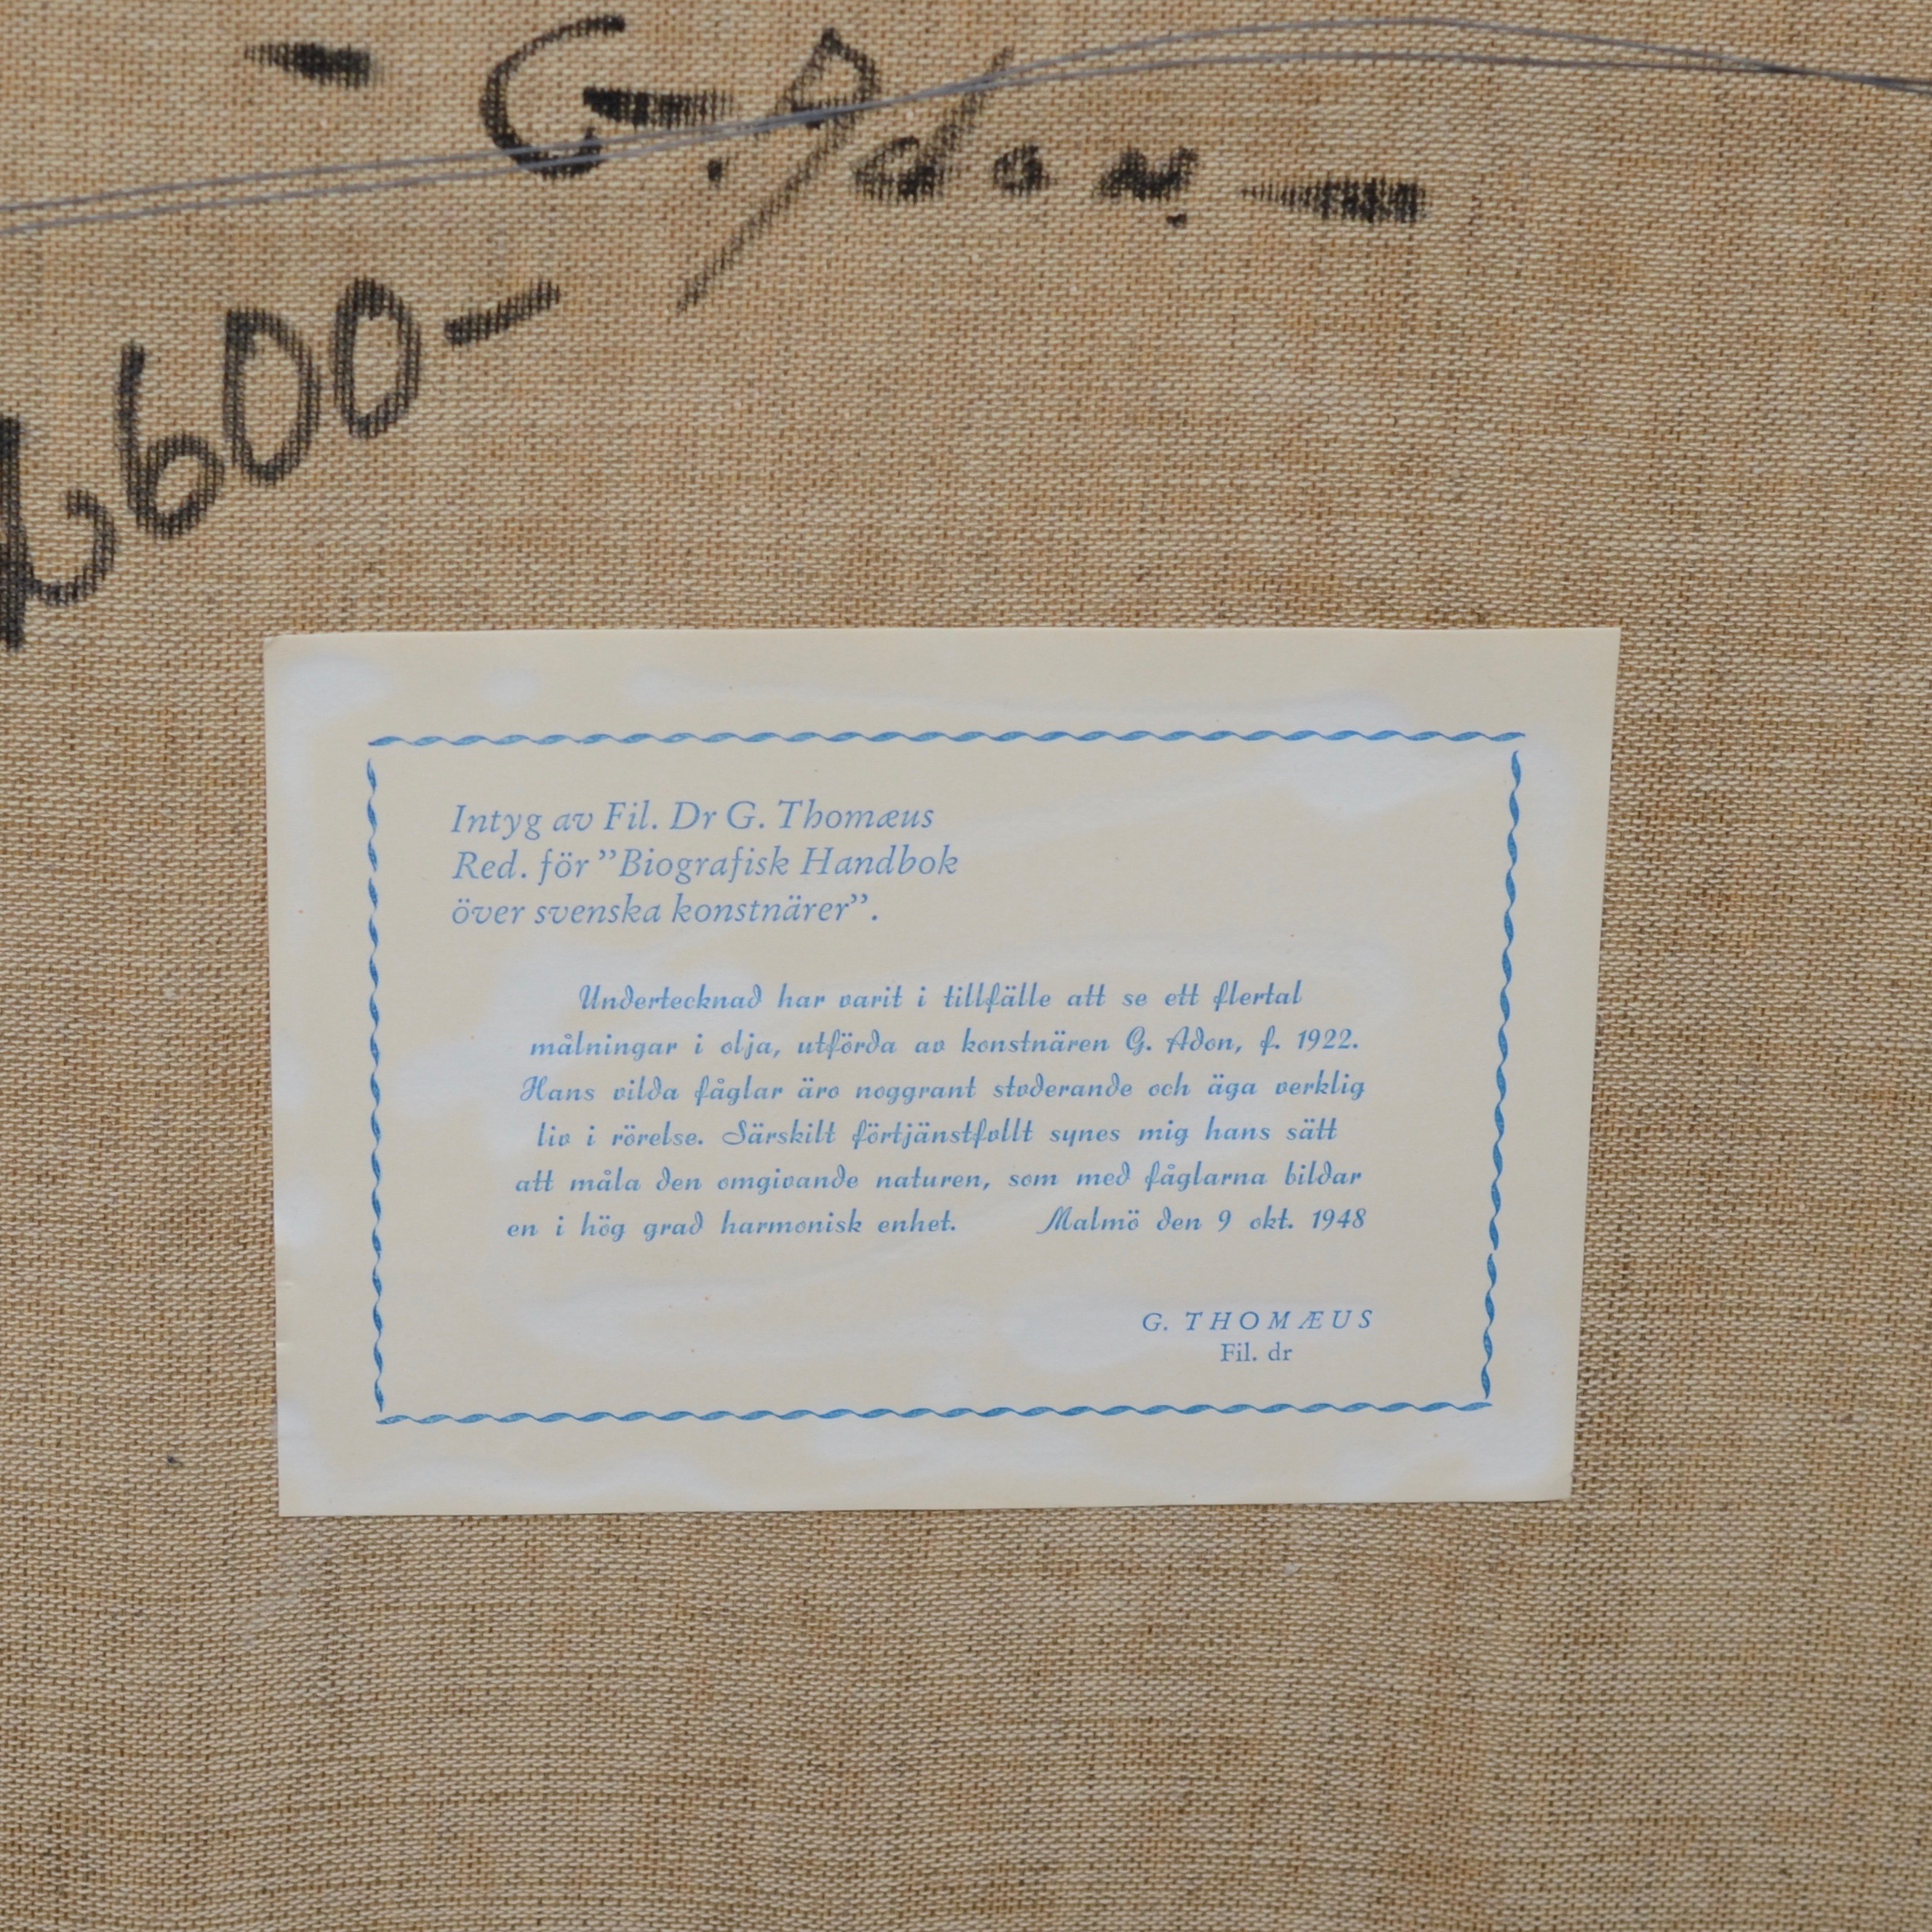 - G. Adon. -
600-
Intyg av Fil. Dr G. Thomæus
Red. för ”Biografisk Handbok
över svenska konstnärer”.
Undertecknad har varit i tillfälle att se ett flertal
målningar i olja, utförda av konstnären G. Adon, f. 1922.
Hans vilda fåglar äro noggrant studerande och äga verklig
liv i rörelse. Särskilt förtjänstfullt synes mig hans sätt
att måla den omgivande naturen, som med fåglarna bildar
en i hög grad harmonisk enhet. Malmö den 9 okt. 1948
G. THOMÆUS
Fil. dr